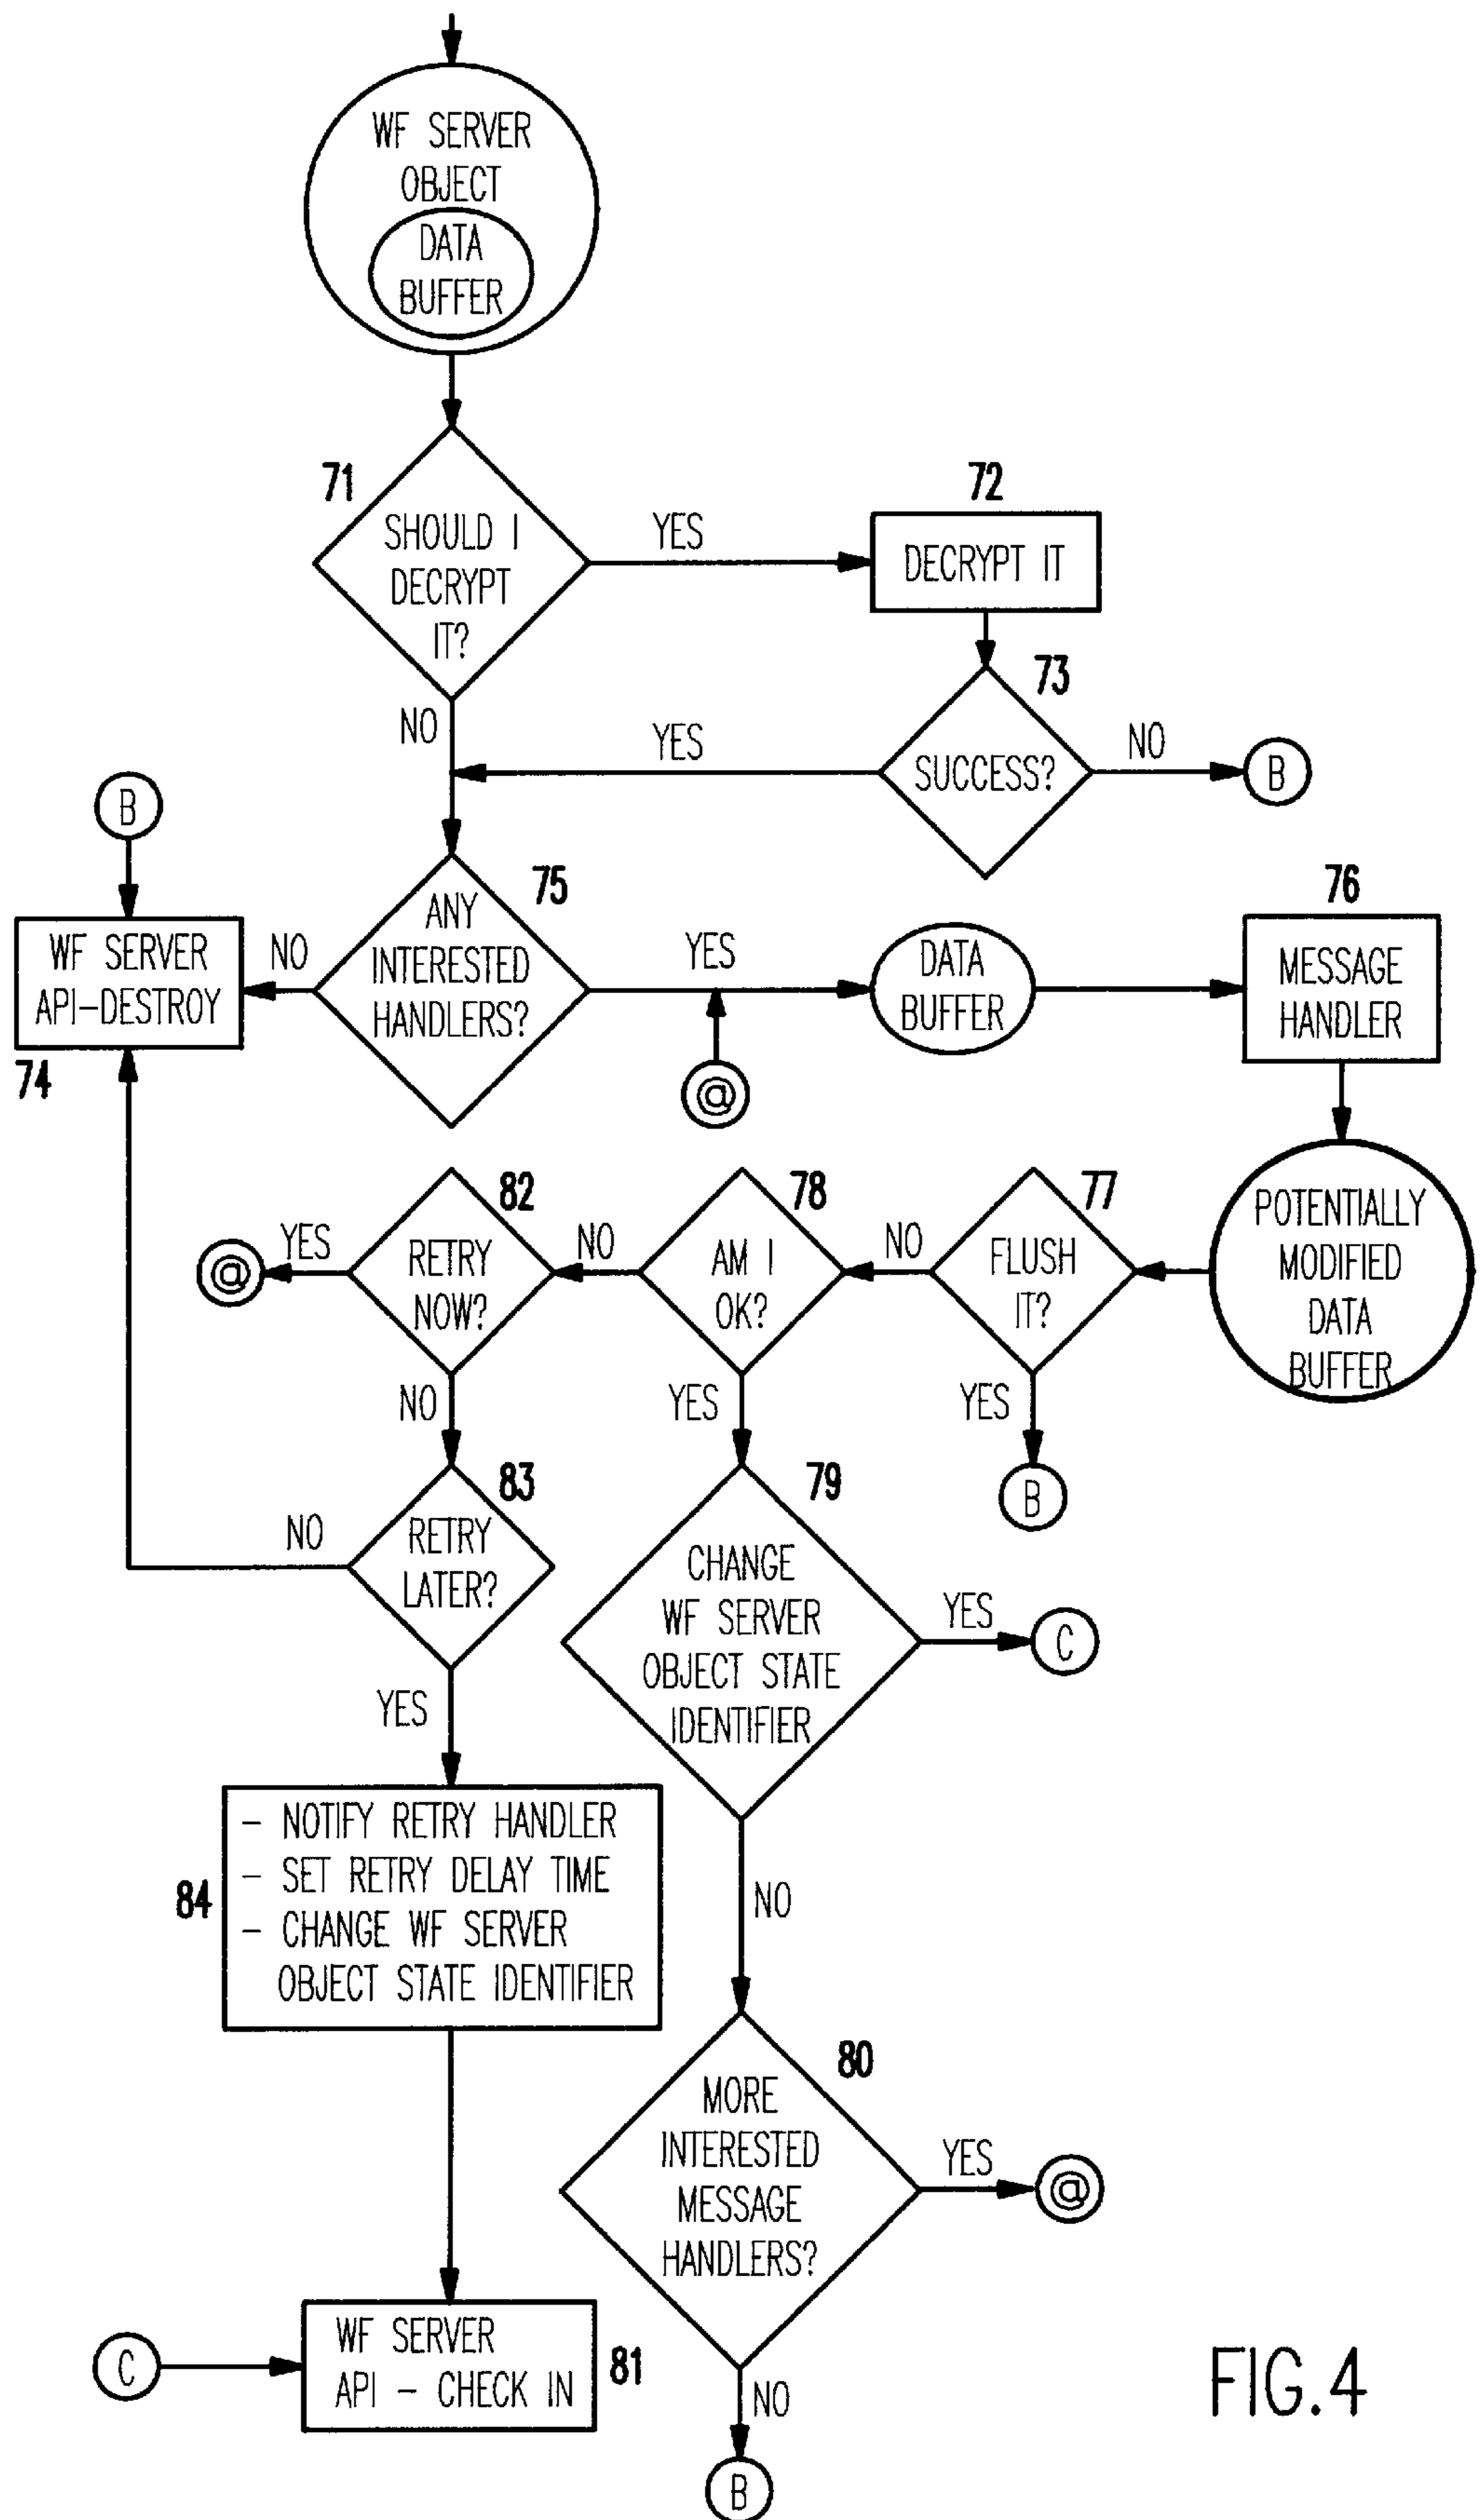 WF SERVER
OBJECT
DATA
BUFFER
71
SHOULD I
DECRYPT
IT?
YES
72
DECRYPT IT
73
SUCCESS?
NO
B
YES
NO
B
75
ANY
INTERESTED
HANDLERS?
NO
WF SERVER
API-DESTROY
74
YES
@
DATA
BUFFER
76
MESSAGE
HANDLER
POTENTIALLY
MODIFIED
DATA
BUFFER
77
FLUSH
IT?
YES
B
NO
78
AM I
OK?
NO
82
RETRY
NOW?
YES
@
NO
83
RETRY
LATER?
NO
YES
YES
79
CHANGE
WF SERVER
OBJECT STATE
IDENTIFIER
YES
C
NO
84
- NOTIFY RETRY HANDLER
- SET RETRY DELAY TIME
- CHANGE WF SERVER
OBJECT STATE IDENTIFIER
80
MORE
INTERESTED
MESSAGE
HANDLERS?
YES
@
NO
B
C
WF SERVER
API - CHECK IN
81
FIG.4